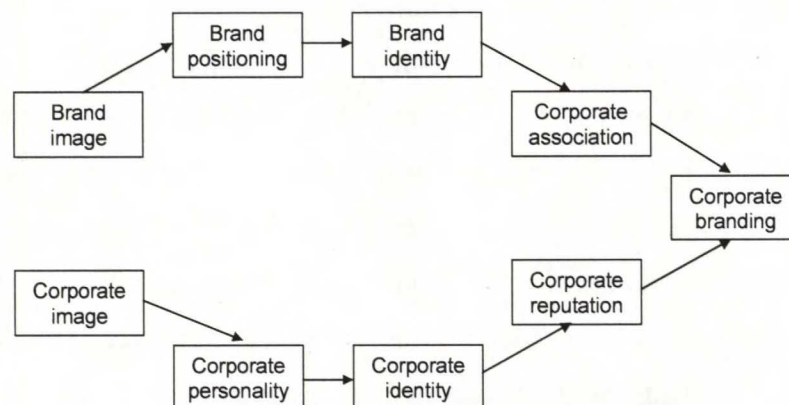 Brand
positioning
Brand
identity
Brand
image
Corporate
association
Corporate
branding
Corporate
image
Corporate
reputation
Corporate
personality
Corporate
identity